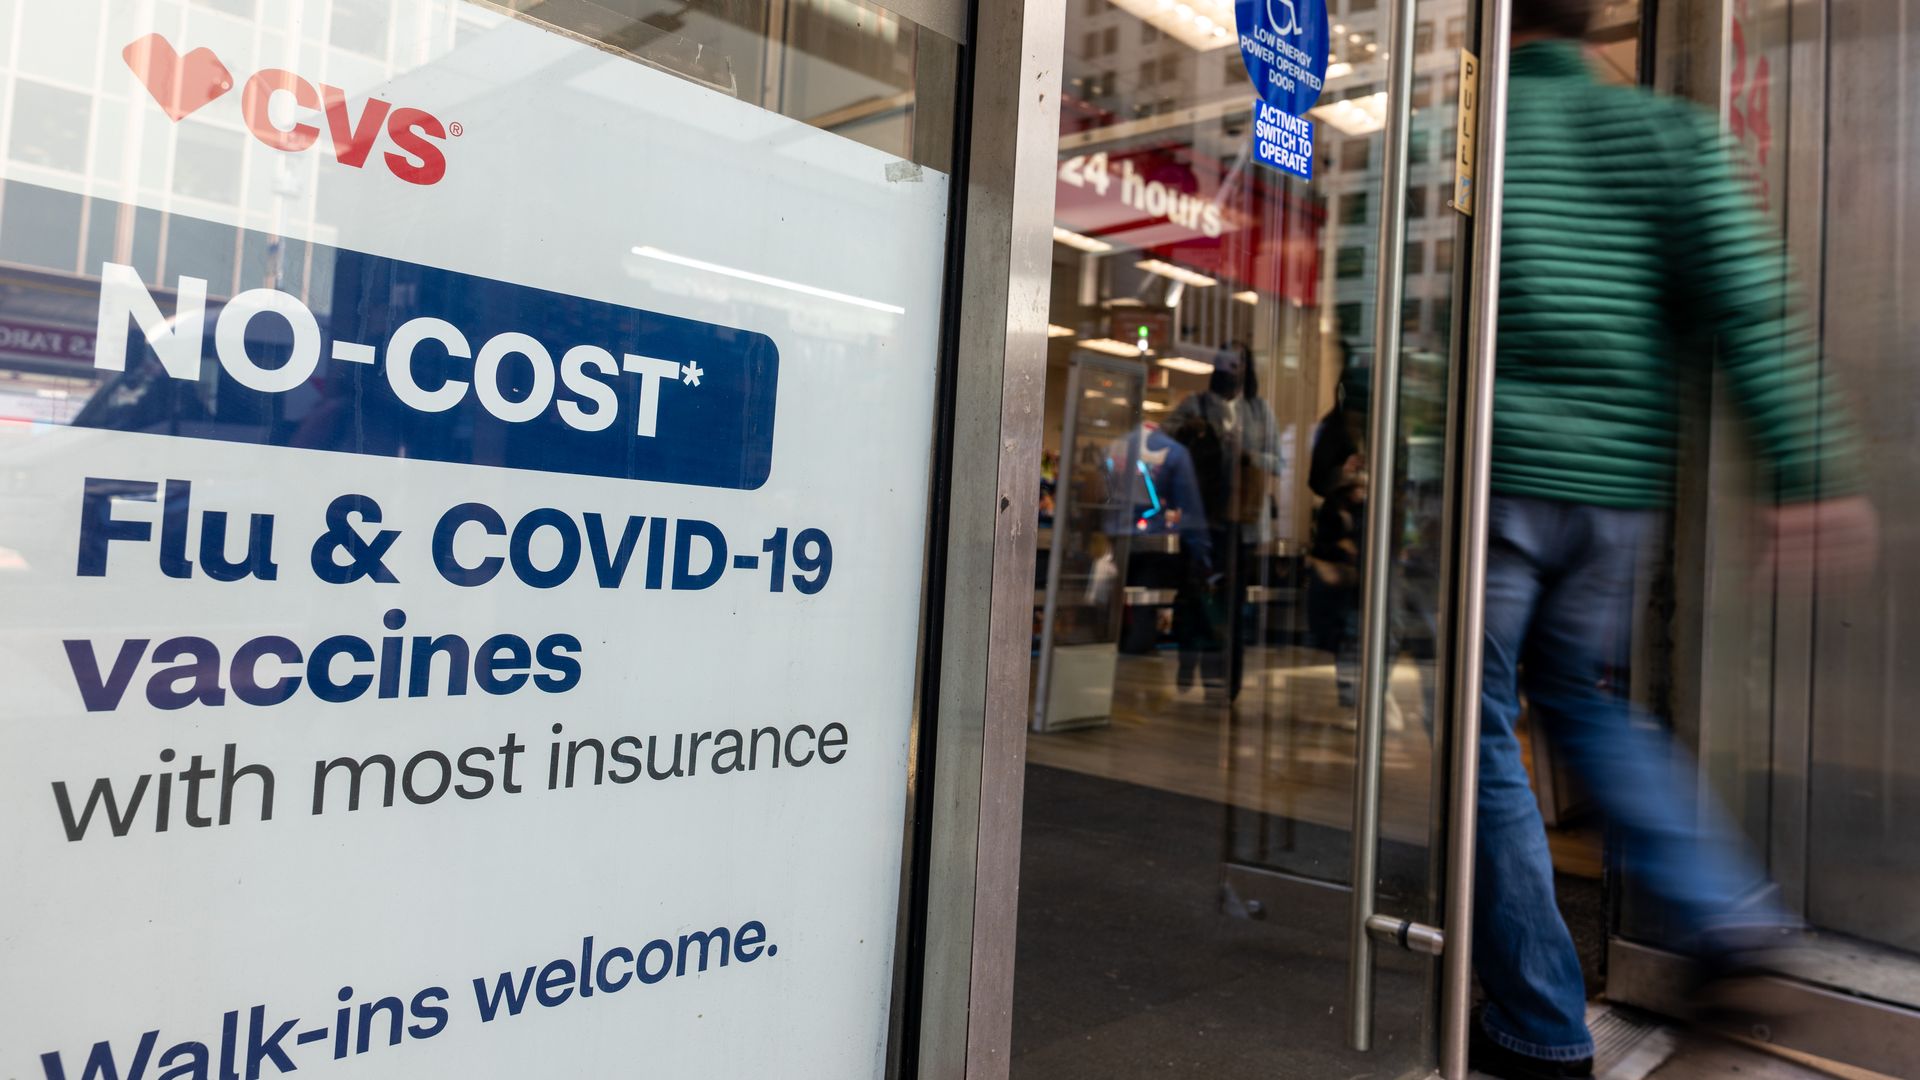 CVS®
NO-COST*
Flu & COVID-19
vaccines
with most insurance
Walk-ins welcome.
LOW ENERGY
POWER OPERATED
DOOR
ACTIVATE
SWITCH TO
OPERATE
24 hours
PULL